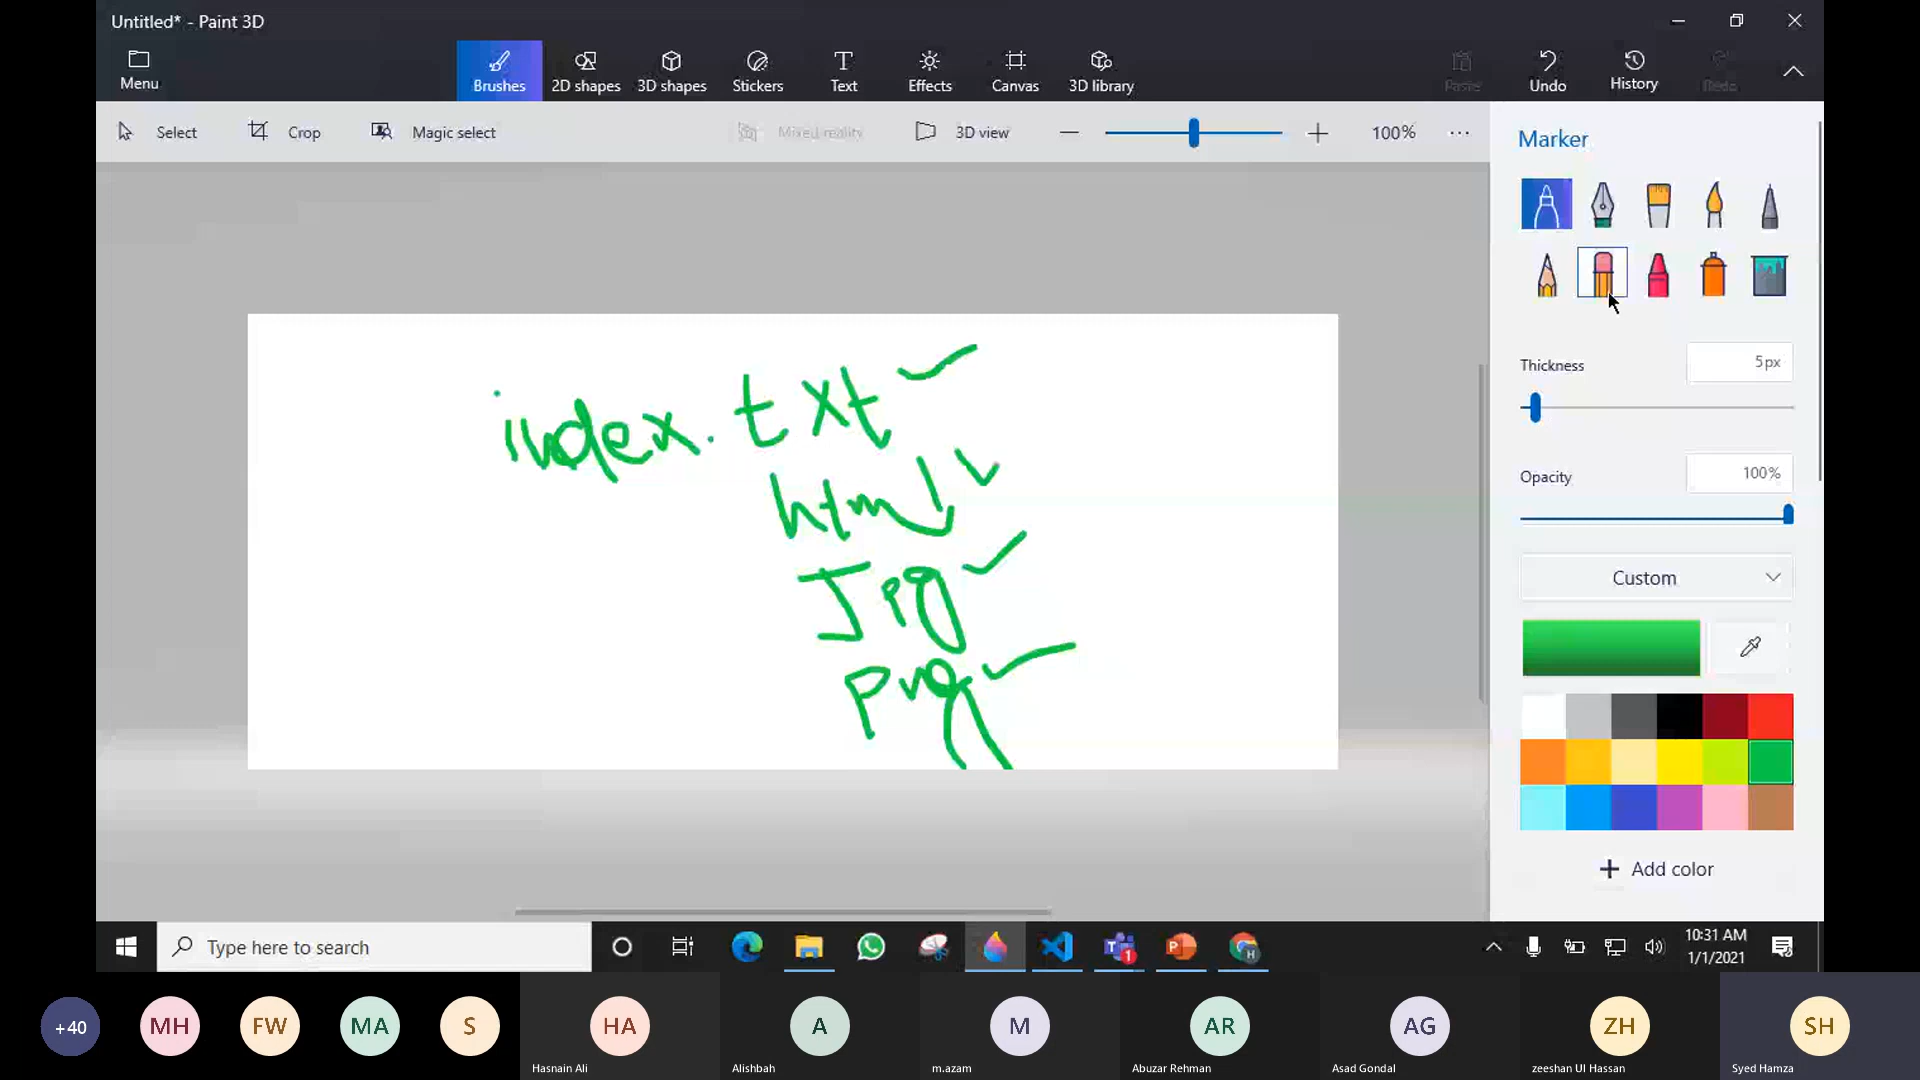 Untitled* - Paint 3D
Menu
Brushes
2D shapes
3D shapes
Stickers
Text
Effects
Canvas
3D library
Paste
Undo
History
Redo
Select
Crop
Magic select
Mixed reality
3D view
100%
Marker
Thickness
5px
Opacity
100%
Custom
Add color
index. txt
html
Jpg
png
Type here to search
T
1
P
H
10:31 AM
1/1/2021
+40
MH
FW
MA
S
HA
A
M
AR
AG
ZH
SH
Hasnain Ali
Alishbah
m.azam
Abuzar Rehman
Asad Gondal
zeeshan Ul Hassan
Syed Hamza